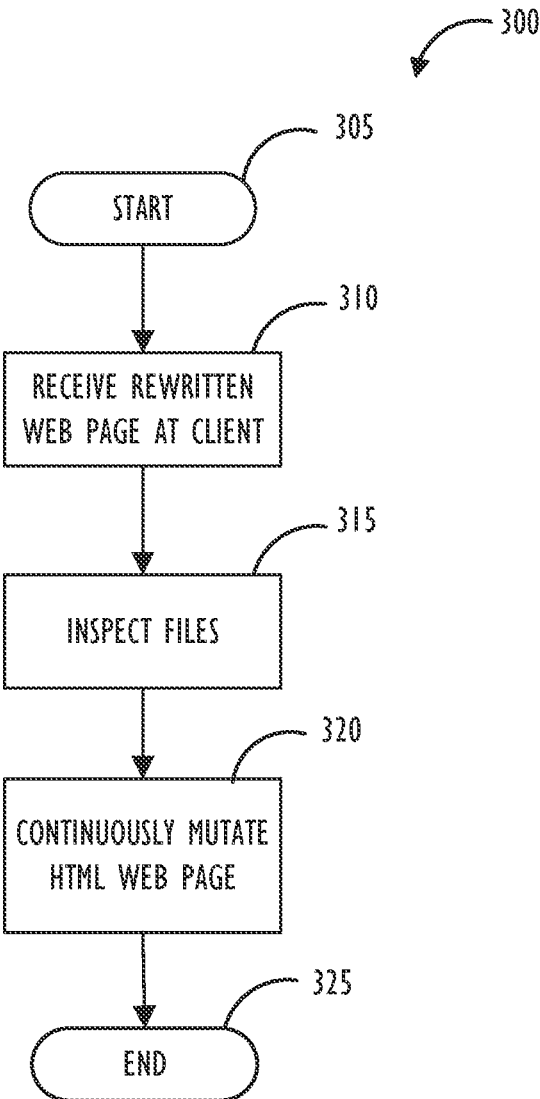 300
305
START
310
RECEIVE REWRITTEN
WEB PAGE AT CLIENT
315
INSPECT FILES
320
CONTINUOUSLY MUTATE
HTML WEB PAGE
325
END